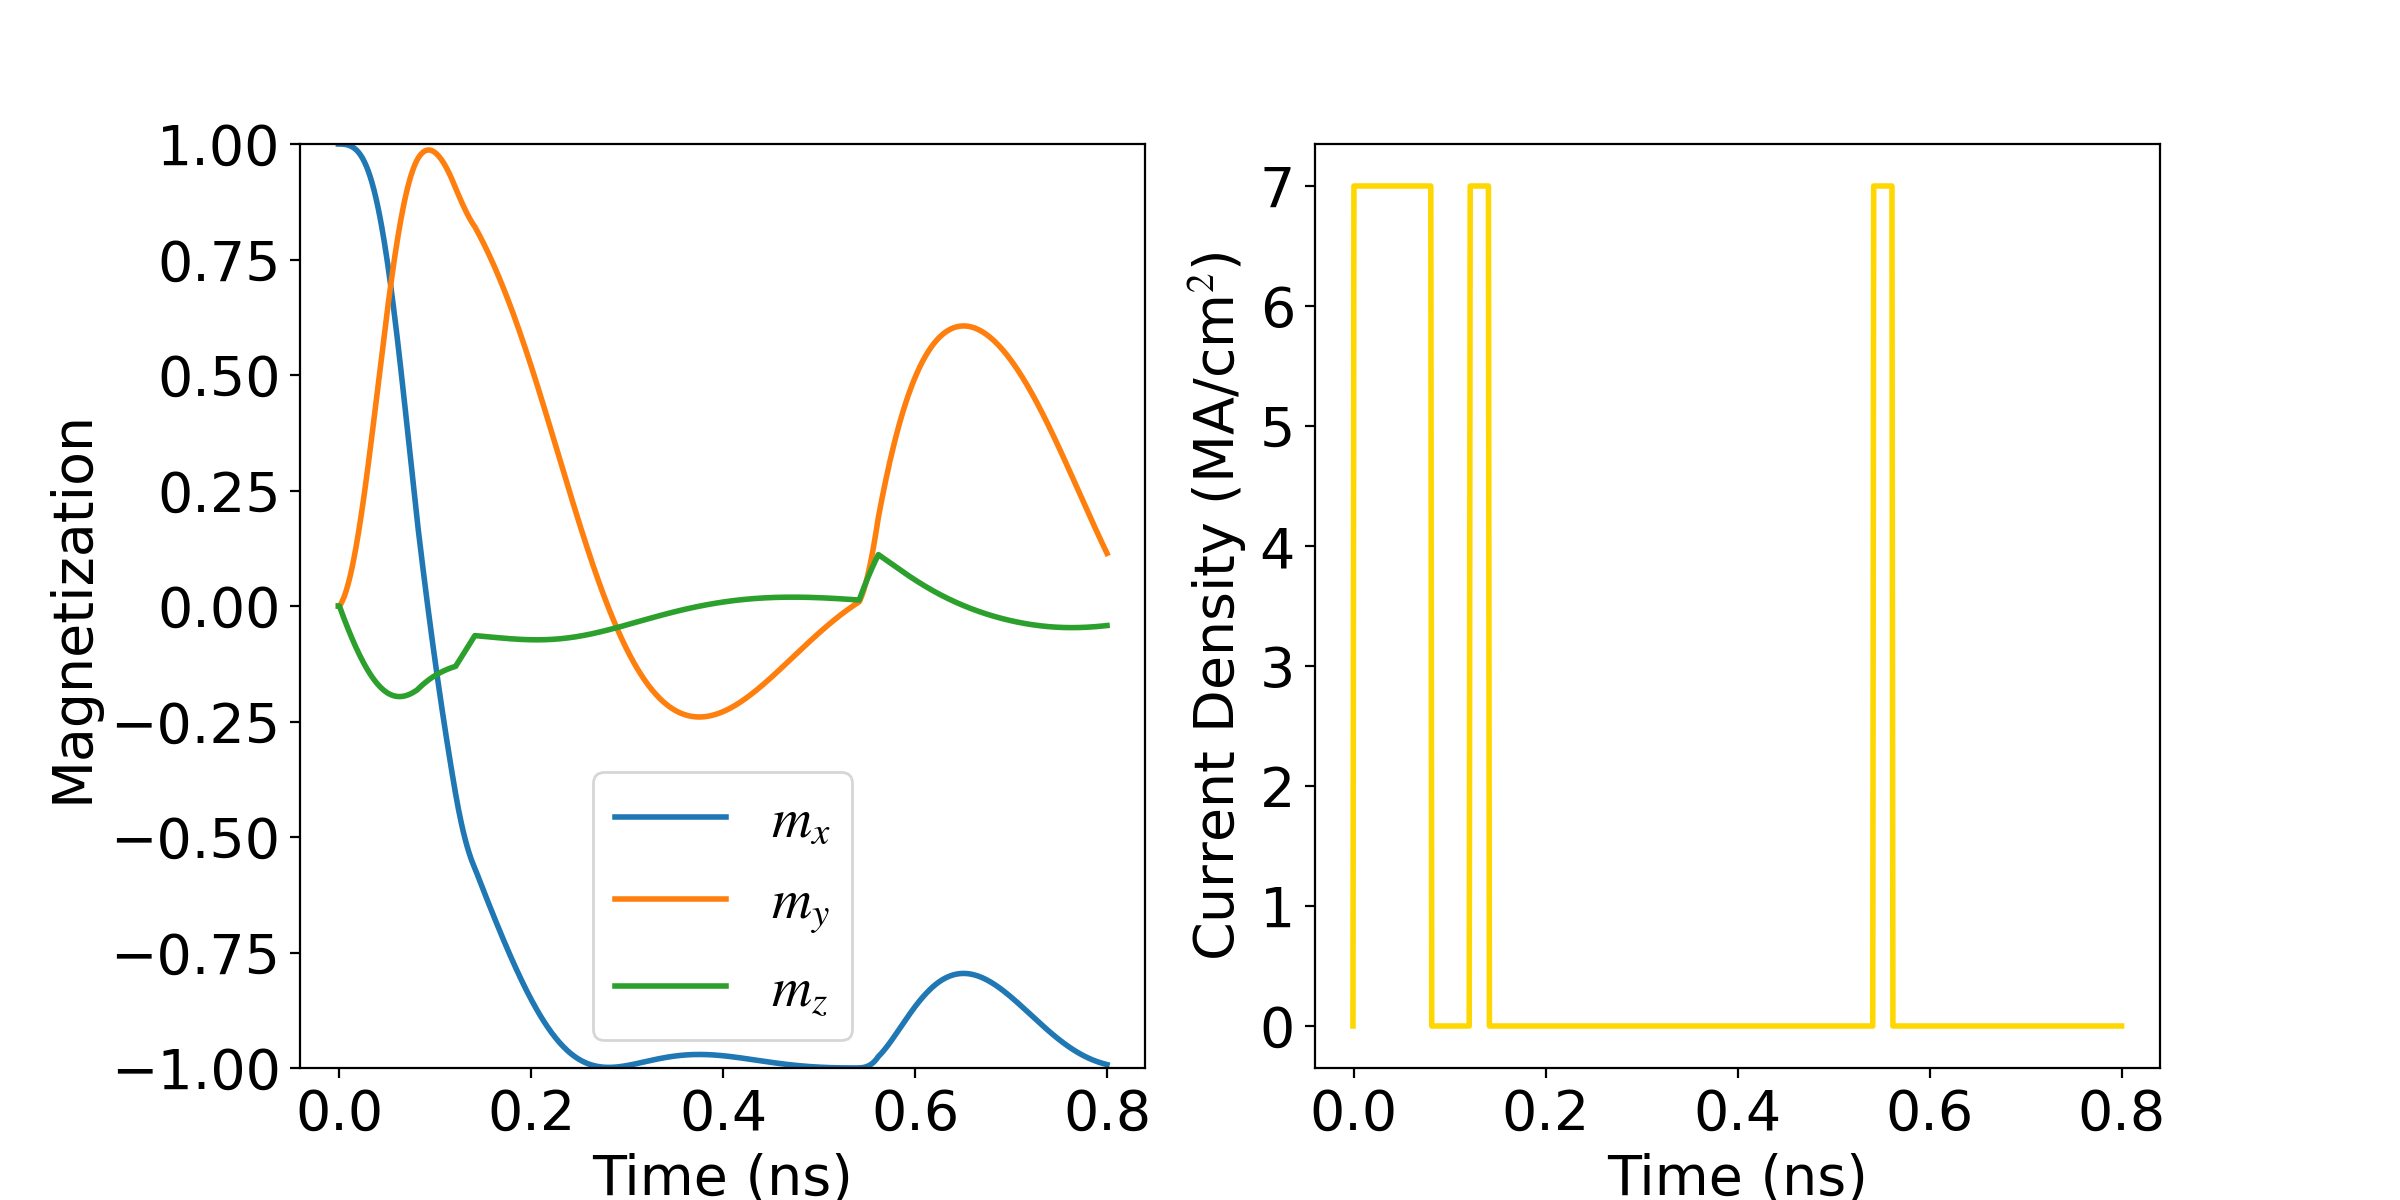 Magnetization
1.00
0.75
0.50
0.25
0.00
−0.25
−0.50
−0.75
−1.00
0.0 0.2 0.4 0.6 0.8
Time (ns)
m_x
m_y
m_z
Current Density (MA/cm²)
7
6
5
4
3
2
1
0
0.0 0.2 0.4 0.6 0.8
Time (ns)